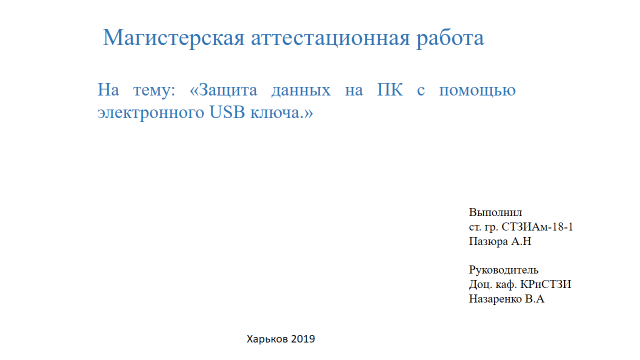 Магистерская аттестационная работа
На тему: «Защита данных на ПК с помощью
электронного USB ключа.»
Выполнил
ст. гр. СТЗИАм-18-1
Пазюра А.Н
Руководитель
Доц. каф. КРиСТЗИ
Назаренко В.А
Харьков 2019